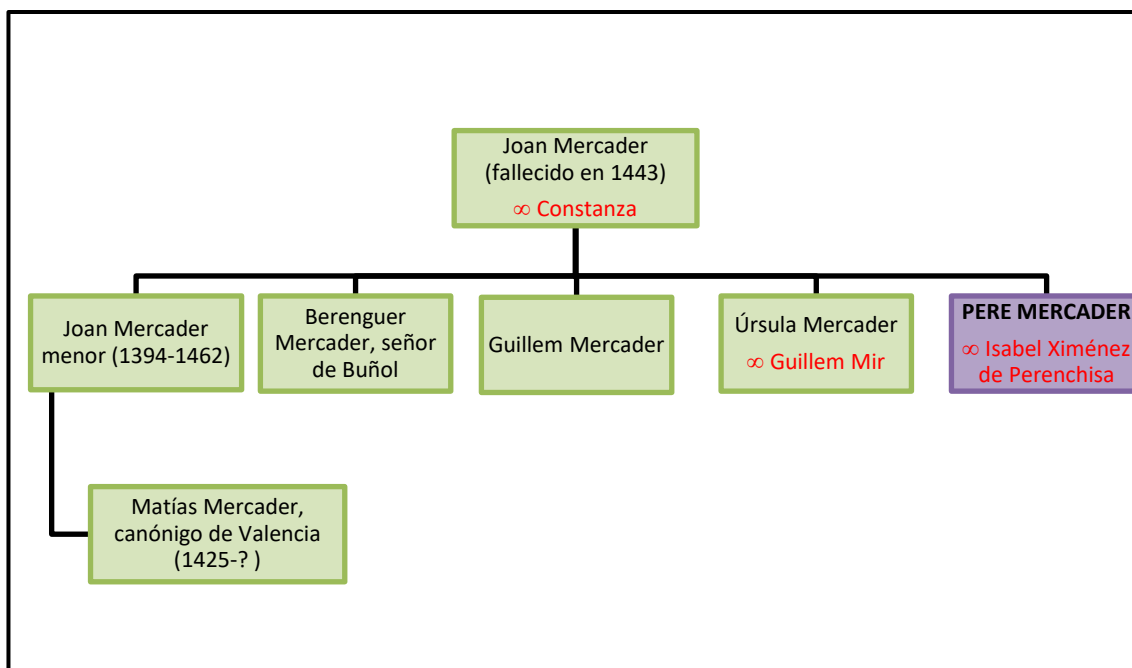 Joan Mercader
(fallecido en 1443)
∞ Constanza
Joan Mercader
menor (1394-1462)
Berenguer
Mercader, señor
de Buñol
Guillem Mercader
Úrsula Mercader
∞ Guillem Mir
PERE MERCADER
∞ Isabel Ximénez
de Perenchisa
Matías Mercader,
canónigo de Valencia
(1425-? )